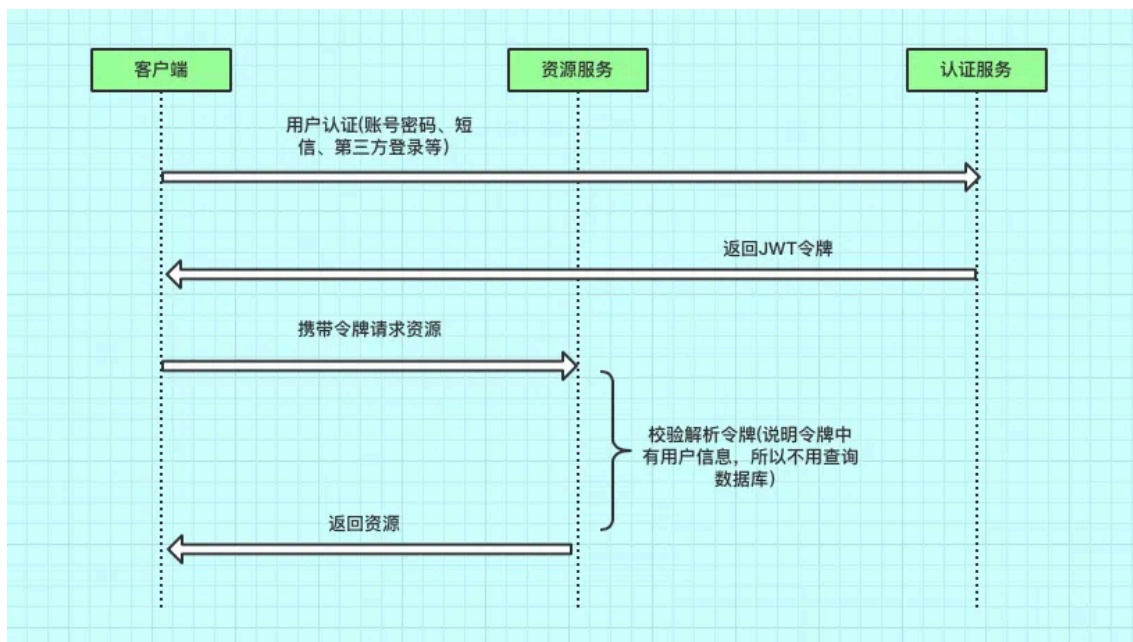 客户端
资源服务
认证服务
用户认证(账号密码、短
信、第三方登录等)
返回JWT令牌
携带令牌请求资源
校验解析令牌(说明令牌中
有用户信息，所以不用查询
数据库)
返回资源